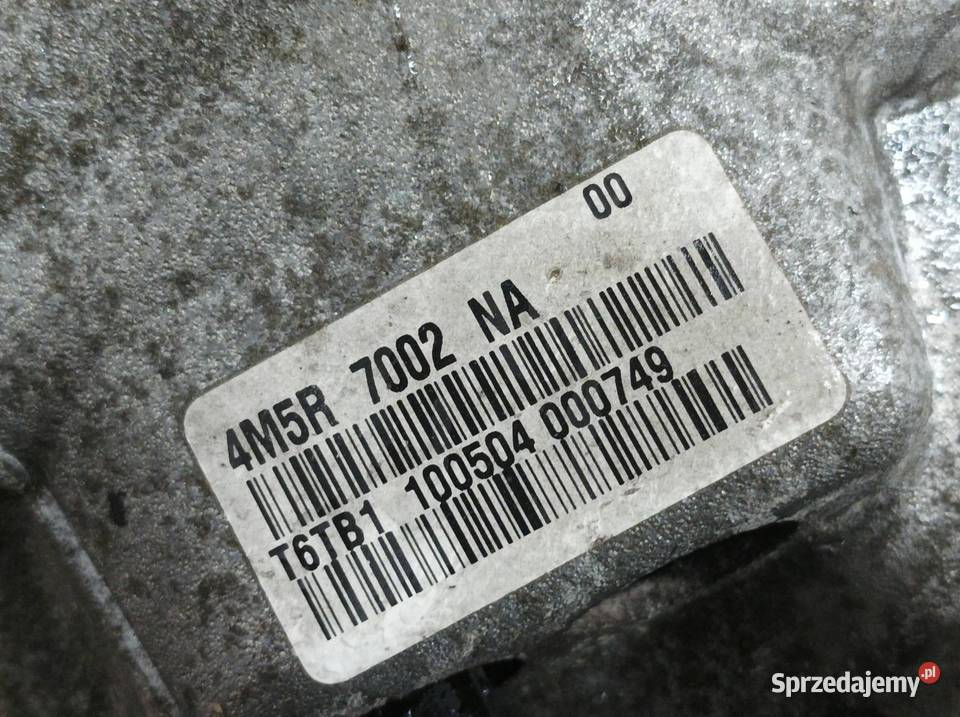 00
4M5R 7002 NA
T6TB1 100504 000749
Sprzedajemy.pl